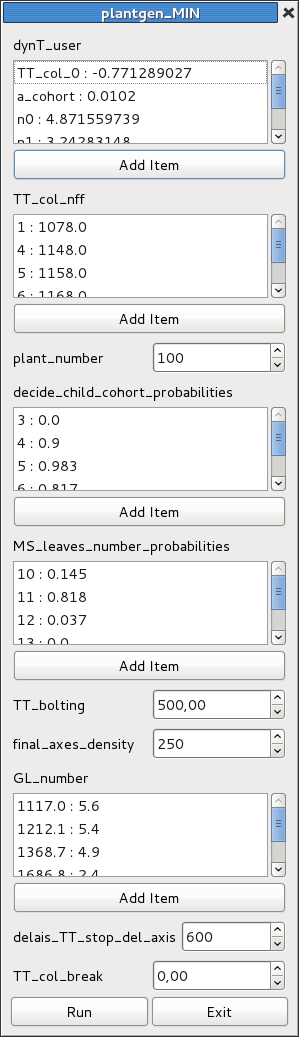 plantgen_MIN
dynT_user
TT_col_0 : -0.771289027
a_cohort : 0.0102
n0 : 4.871559739
n1 : 3.24283148
Add Item
TT_col_nff
1 : 1078.0
4 : 1148.0
5 : 1158.0
6 : 1168.0
Add Item
plant_number 100
decide_child_cohort_probabilities
3 : 0.0
4 : 0.9
5 : 0.983
6 : 0.817
Add Item
MS_leaves_number_probabilities
10 : 0.145
11 : 0.818
12 : 0.037
13 : 0.0
Add Item
TT_bolting 500,00
final_axes_density 250
GL_number
1117.0 : 5.6
1212.1 : 5.4
1368.7 : 4.9
1686.8 : 2.4
Add Item
delais_TT_stop_del_axis 600
TT_col_break 0,00
Run Exit